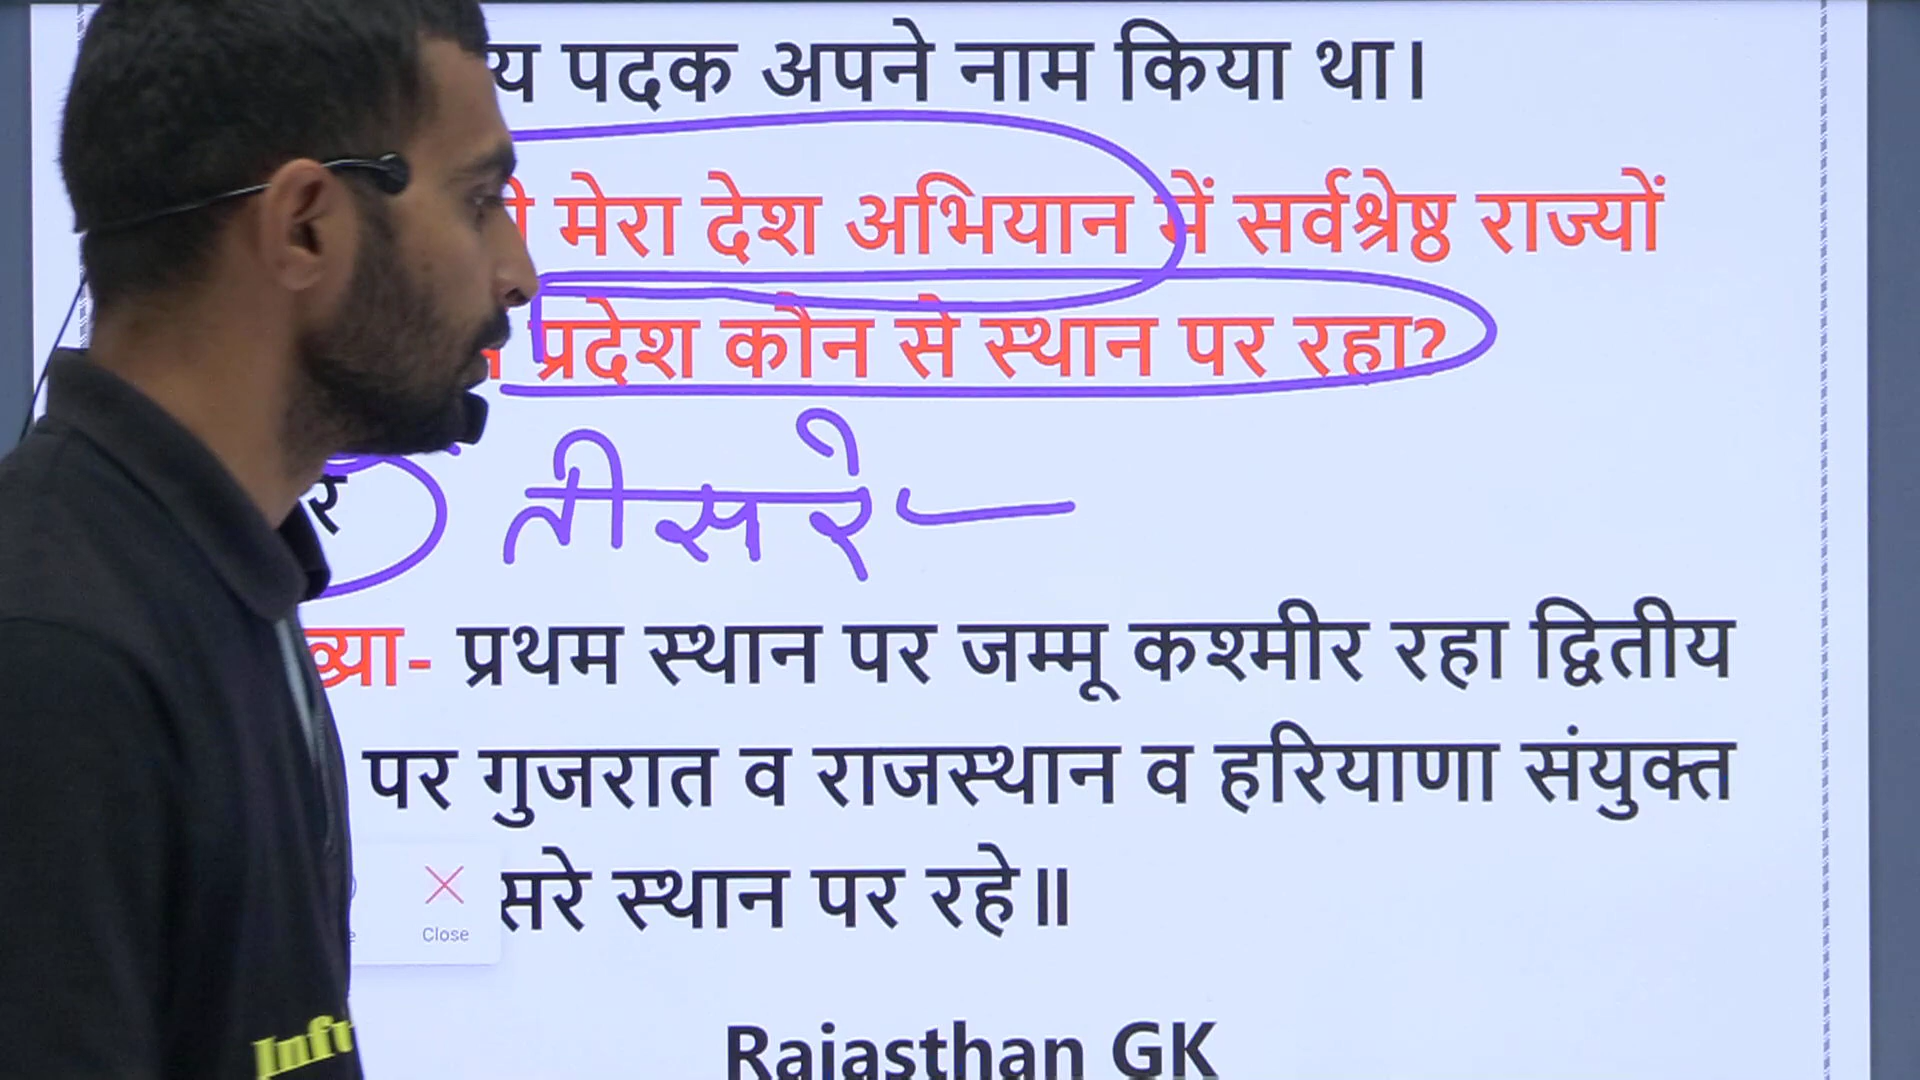 पदक अपने नाम किया था।
मेरा देश अभियान में सर्वश्रेष्ठ राज्यों
प्रदेश कौन से स्थान पर रहा?
तीसरे
प्रथम स्थान पर जम्मू कश्मीर रहा द्वितीय
पर गुजरात व राजस्थान व हरियाणा संयुक्त
स्थान पर रहे॥
Close
Rajasthan GK